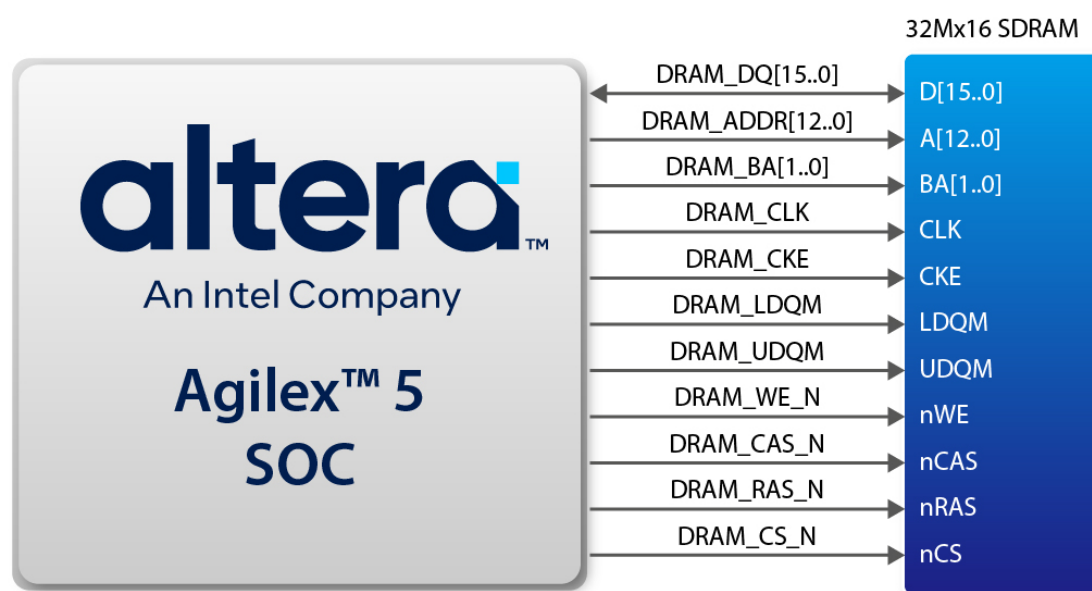 32Mx16 SDRAM
altera™
An Intel Company
Agilex™ 5
SOC
DRAM_DQ[15..0]
D[15..0]
DRAM_ADDR[12..0]
A[12..0]
DRAM_BA[1..0]
BA[1..0]
DRAM_CLK
CLK
DRAM_CKE
CKE
DRAM_LDQM
LDQM
DRAM_UDQM
UDQM
DRAM_WE_N
nWE
DRAM_CAS_N
nCAS
DRAM_RAS_N
nRAS
DRAM_CS_N
nCS